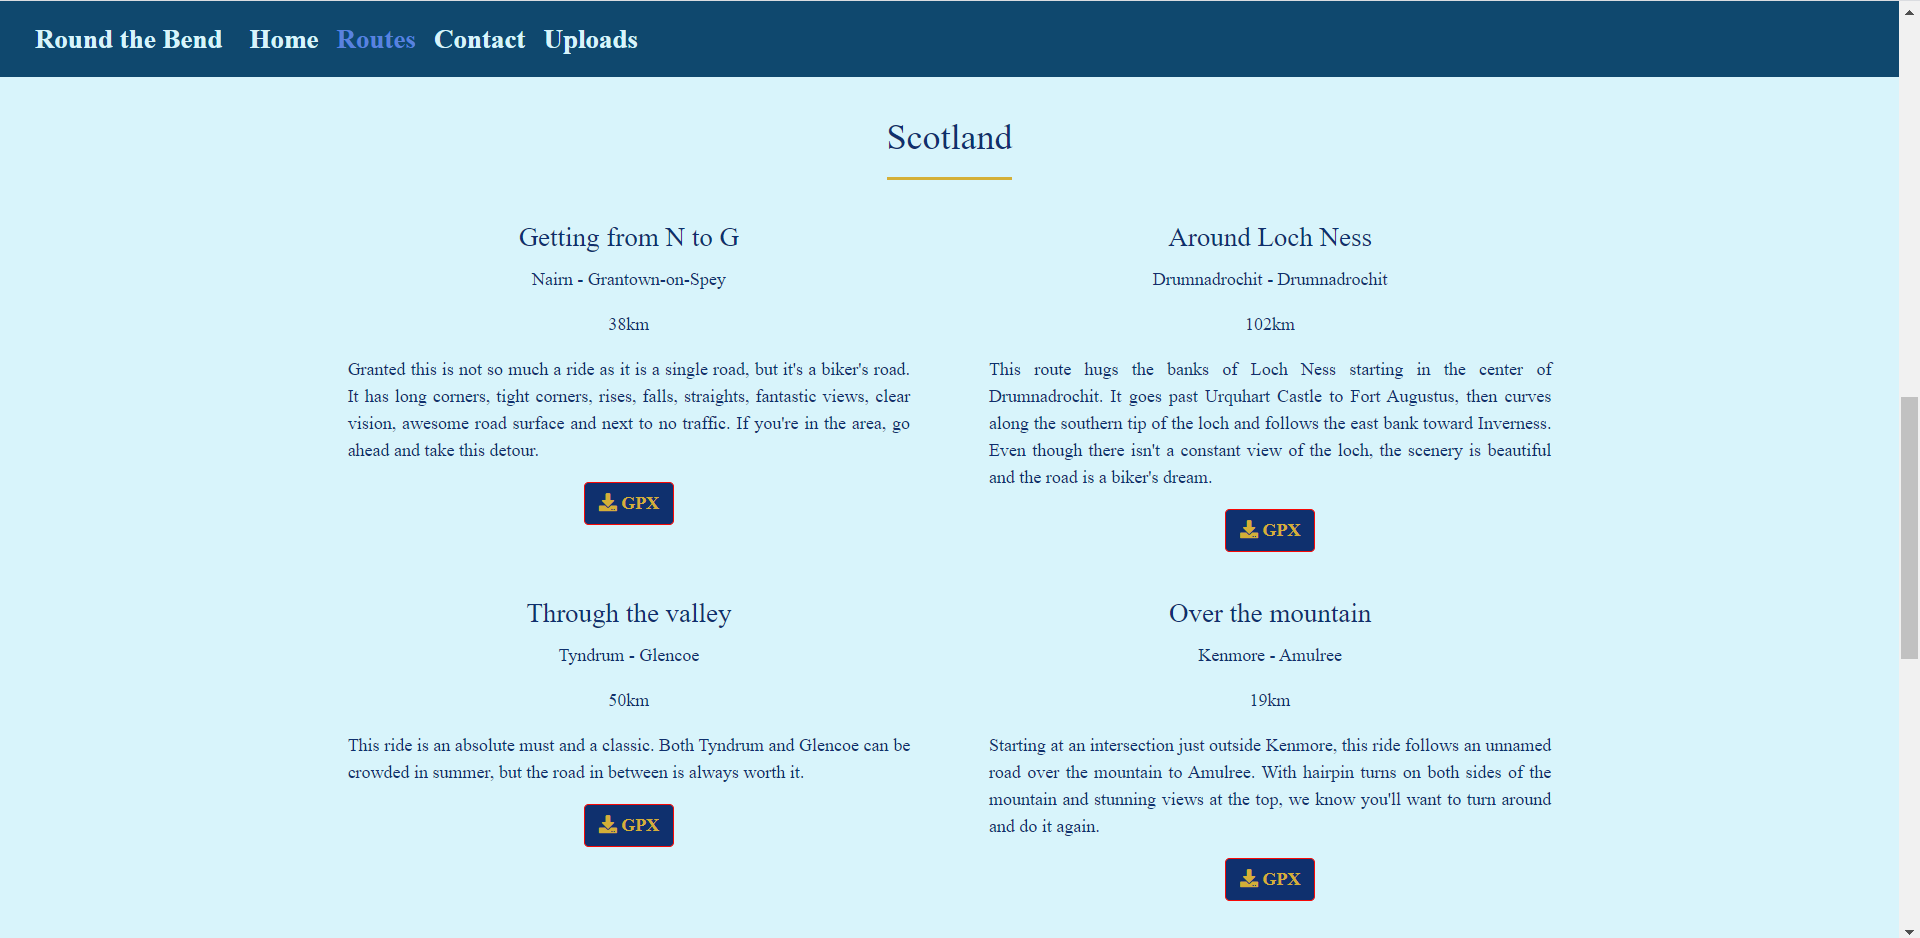 Round the Bend Home Routes Contact Uploads
Scotland
Getting from N to G
Nairn - Grantown-on-Spey
38km
Granted this is not so much a ride as it is a single road, but it's a biker's road.
It has long corners, tight corners, rises, falls, straights, fantastic views, clear
vision, awesome road surface and next to no traffic. If you're in the area, go
ahead and take this detour.
GPX
Around Loch Ness
Drumnadrochit - Drumnadrochit
102km
This route hugs the banks of Loch Ness starting in the center of
Drumnadrochit. It goes past Urquhart Castle to Fort Augustus, then curves
along the southern tip of the loch and follows the east bank toward Inverness.
Even though there isn't a constant view of the loch, the scenery is beautiful
and the road is a biker's dream.
GPX
Through the valley
Tyndrum - Glencoe
50km
This ride is an absolute must and a classic. Both Tyndrum and Glencoe can be
crowded in summer, but the road in between is always worth it.
GPX
Over the mountain
Kenmore - Amulree
19km
Starting at an intersection just outside Kenmore, this ride follows an unnamed
road over the mountain to Amulree. With hairpin turns on both sides of the
mountain and stunning views at the top, we know you'll want to turn around
and do it again.
GPX